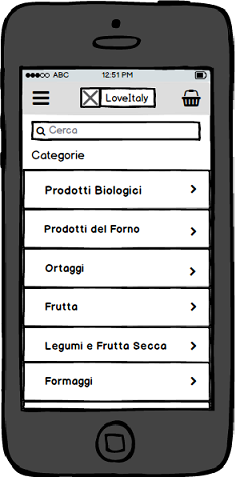 ABC 12:51 PM
LoveItaly
Cerca
Categorie
Prodotti Biologici
Prodotti del Forno
Ortaggi
Frutta
Legumi e Frutta Secca
Formaggi